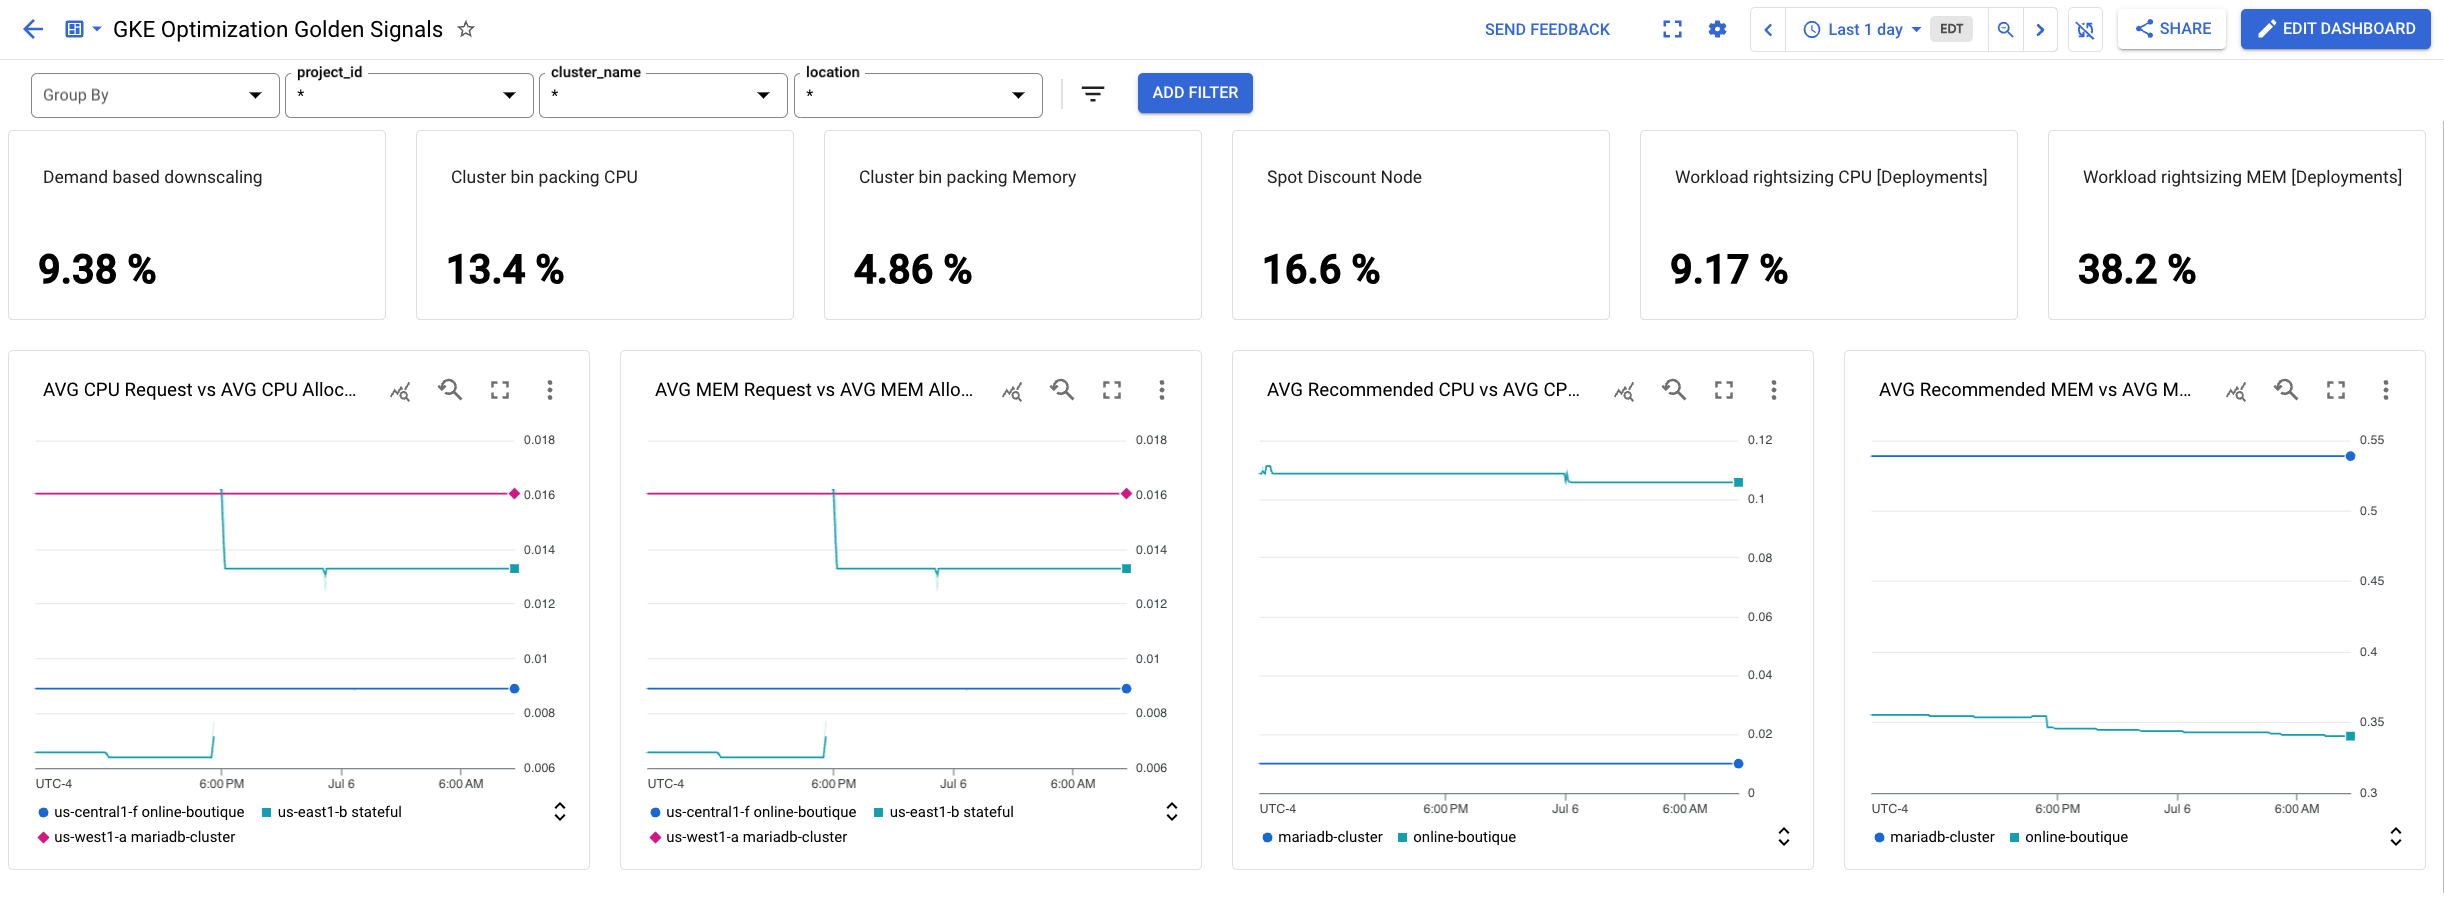 GKE Optimization Golden Signals
SEND FEEDBACK
Last 1 day
EDT
SHARE
EDIT DASHBOARD
Group By
project_id
*
cluster_name
*
location
*
ADD FILTER
Demand based downscaling
9.38 %
Cluster bin packing CPU
13.4 %
Cluster bin packing Memory
4.86 %
Spot Discount Node
16.6 %
Workload rightsizing CPU [Deployments]
9.17 %
Workload rightsizing MEM [Deployments]
38.2 %
AVG CPU Request vs AVG CPU Alloc...
0.018
0.016
0.014
0.012
0.01
0.008
0.006
UTC-4 6:00 PM Jul 6 6:00 AM
us-central1-f online-boutique us-east1-b stateful
us-west1-a mariadb-cluster
AVG MEM Request vs AVG MEM Allo...
0.018
0.016
0.014
0.012
0.01
0.008
0.006
UTC-4 6:00 PM Jul 6 6:00 AM
us-central1-f online-boutique us-east1-b stateful
us-west1-a mariadb-cluster
AVG Recommended CPU vs AVG CP...
0.12
0.1
0.08
0.06
0.04
0.02
0
UTC-4 6:00 PM Jul 6 6:00 AM
mariadb-cluster online-boutique
AVG Recommended MEM vs AVG M...
0.55
0.5
0.45
0.4
0.35
0.3
UTC-4 6:00 PM Jul 6 6:00 AM
mariadb-cluster online-boutique